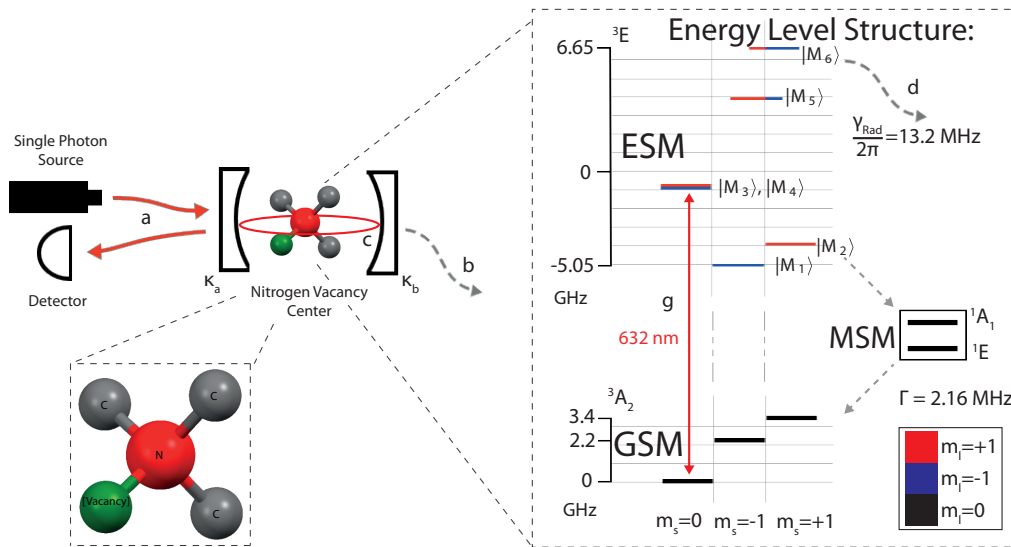 Single Photon
Source
a
Detector
κa
c
κb
b
Nitrogen Vacancy
Center
C
C
N
[Vacancy]
C
Energy Level Structure:
³E
6.65
|M₆⟩
d
|M₅⟩
γRad/2π =13.2 MHz
ESM
0
|M₃⟩,|M₄⟩
|M₂⟩
-5.05
|M₁⟩
GHz
g
632 nm
MSM
¹A₁
¹E
³A₂
Γ = 2.16 MHz
3.4
GSM
2.2
0
GHz
mₛ=0
mₛ=-1
mₛ=+1
mₗ=+1
mₗ=-1
mₗ=0